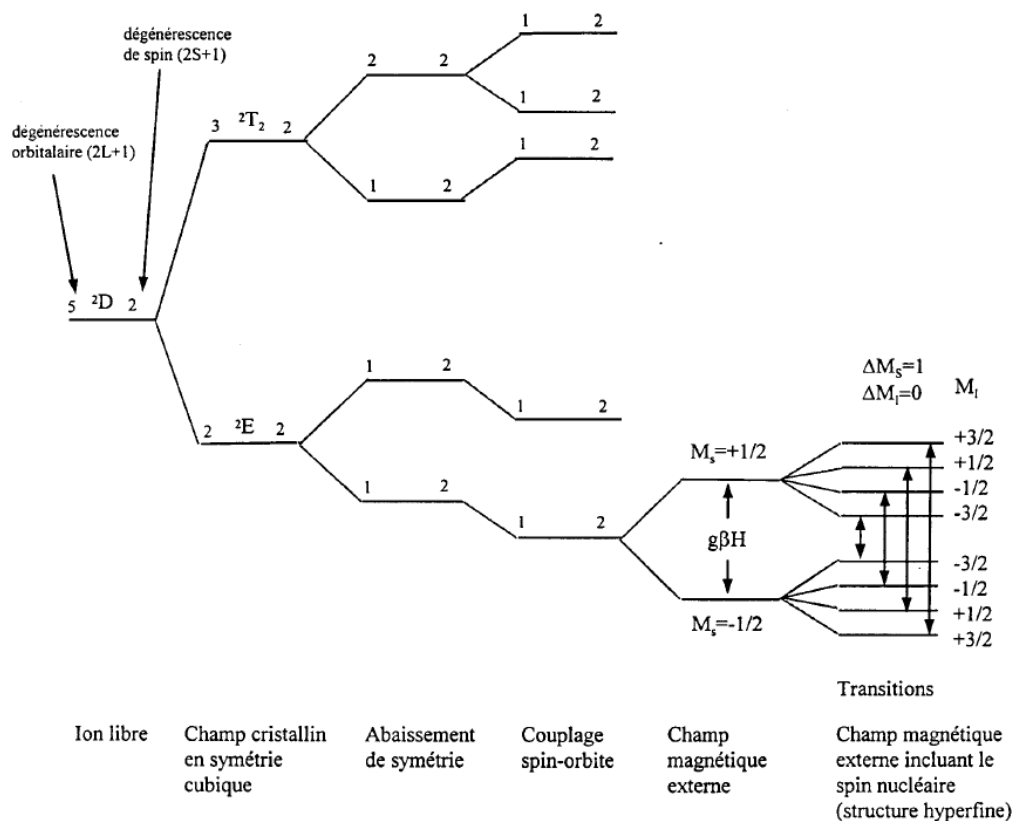 dégénérescence
de spin (2S+1)
dégénérescence
orbitalaire (2L+1)
5 ²D 2
3 ²T₂ 2
2 ²E 2
2 2
1 2
1 2
1 2
1 2
1 2
1 2
1 2
1 2
1 2
Mₛ=+1/2
gβH
Mₛ=-1/2
ΔMₛ=1
ΔMₗ=0
Mₗ
+3/2
+1/2
-1/2
-3/2
-3/2
-1/2
+1/2
+3/2
Transitions
Ion libre
Champ cristallin
en symétrie
cubique
Abaissement
de symétrie
Couplage
spin-orbite
Champ
magnétique
externe
Champ magnétique
externe incluant le
spin nucléaire
(structure hyperfine)